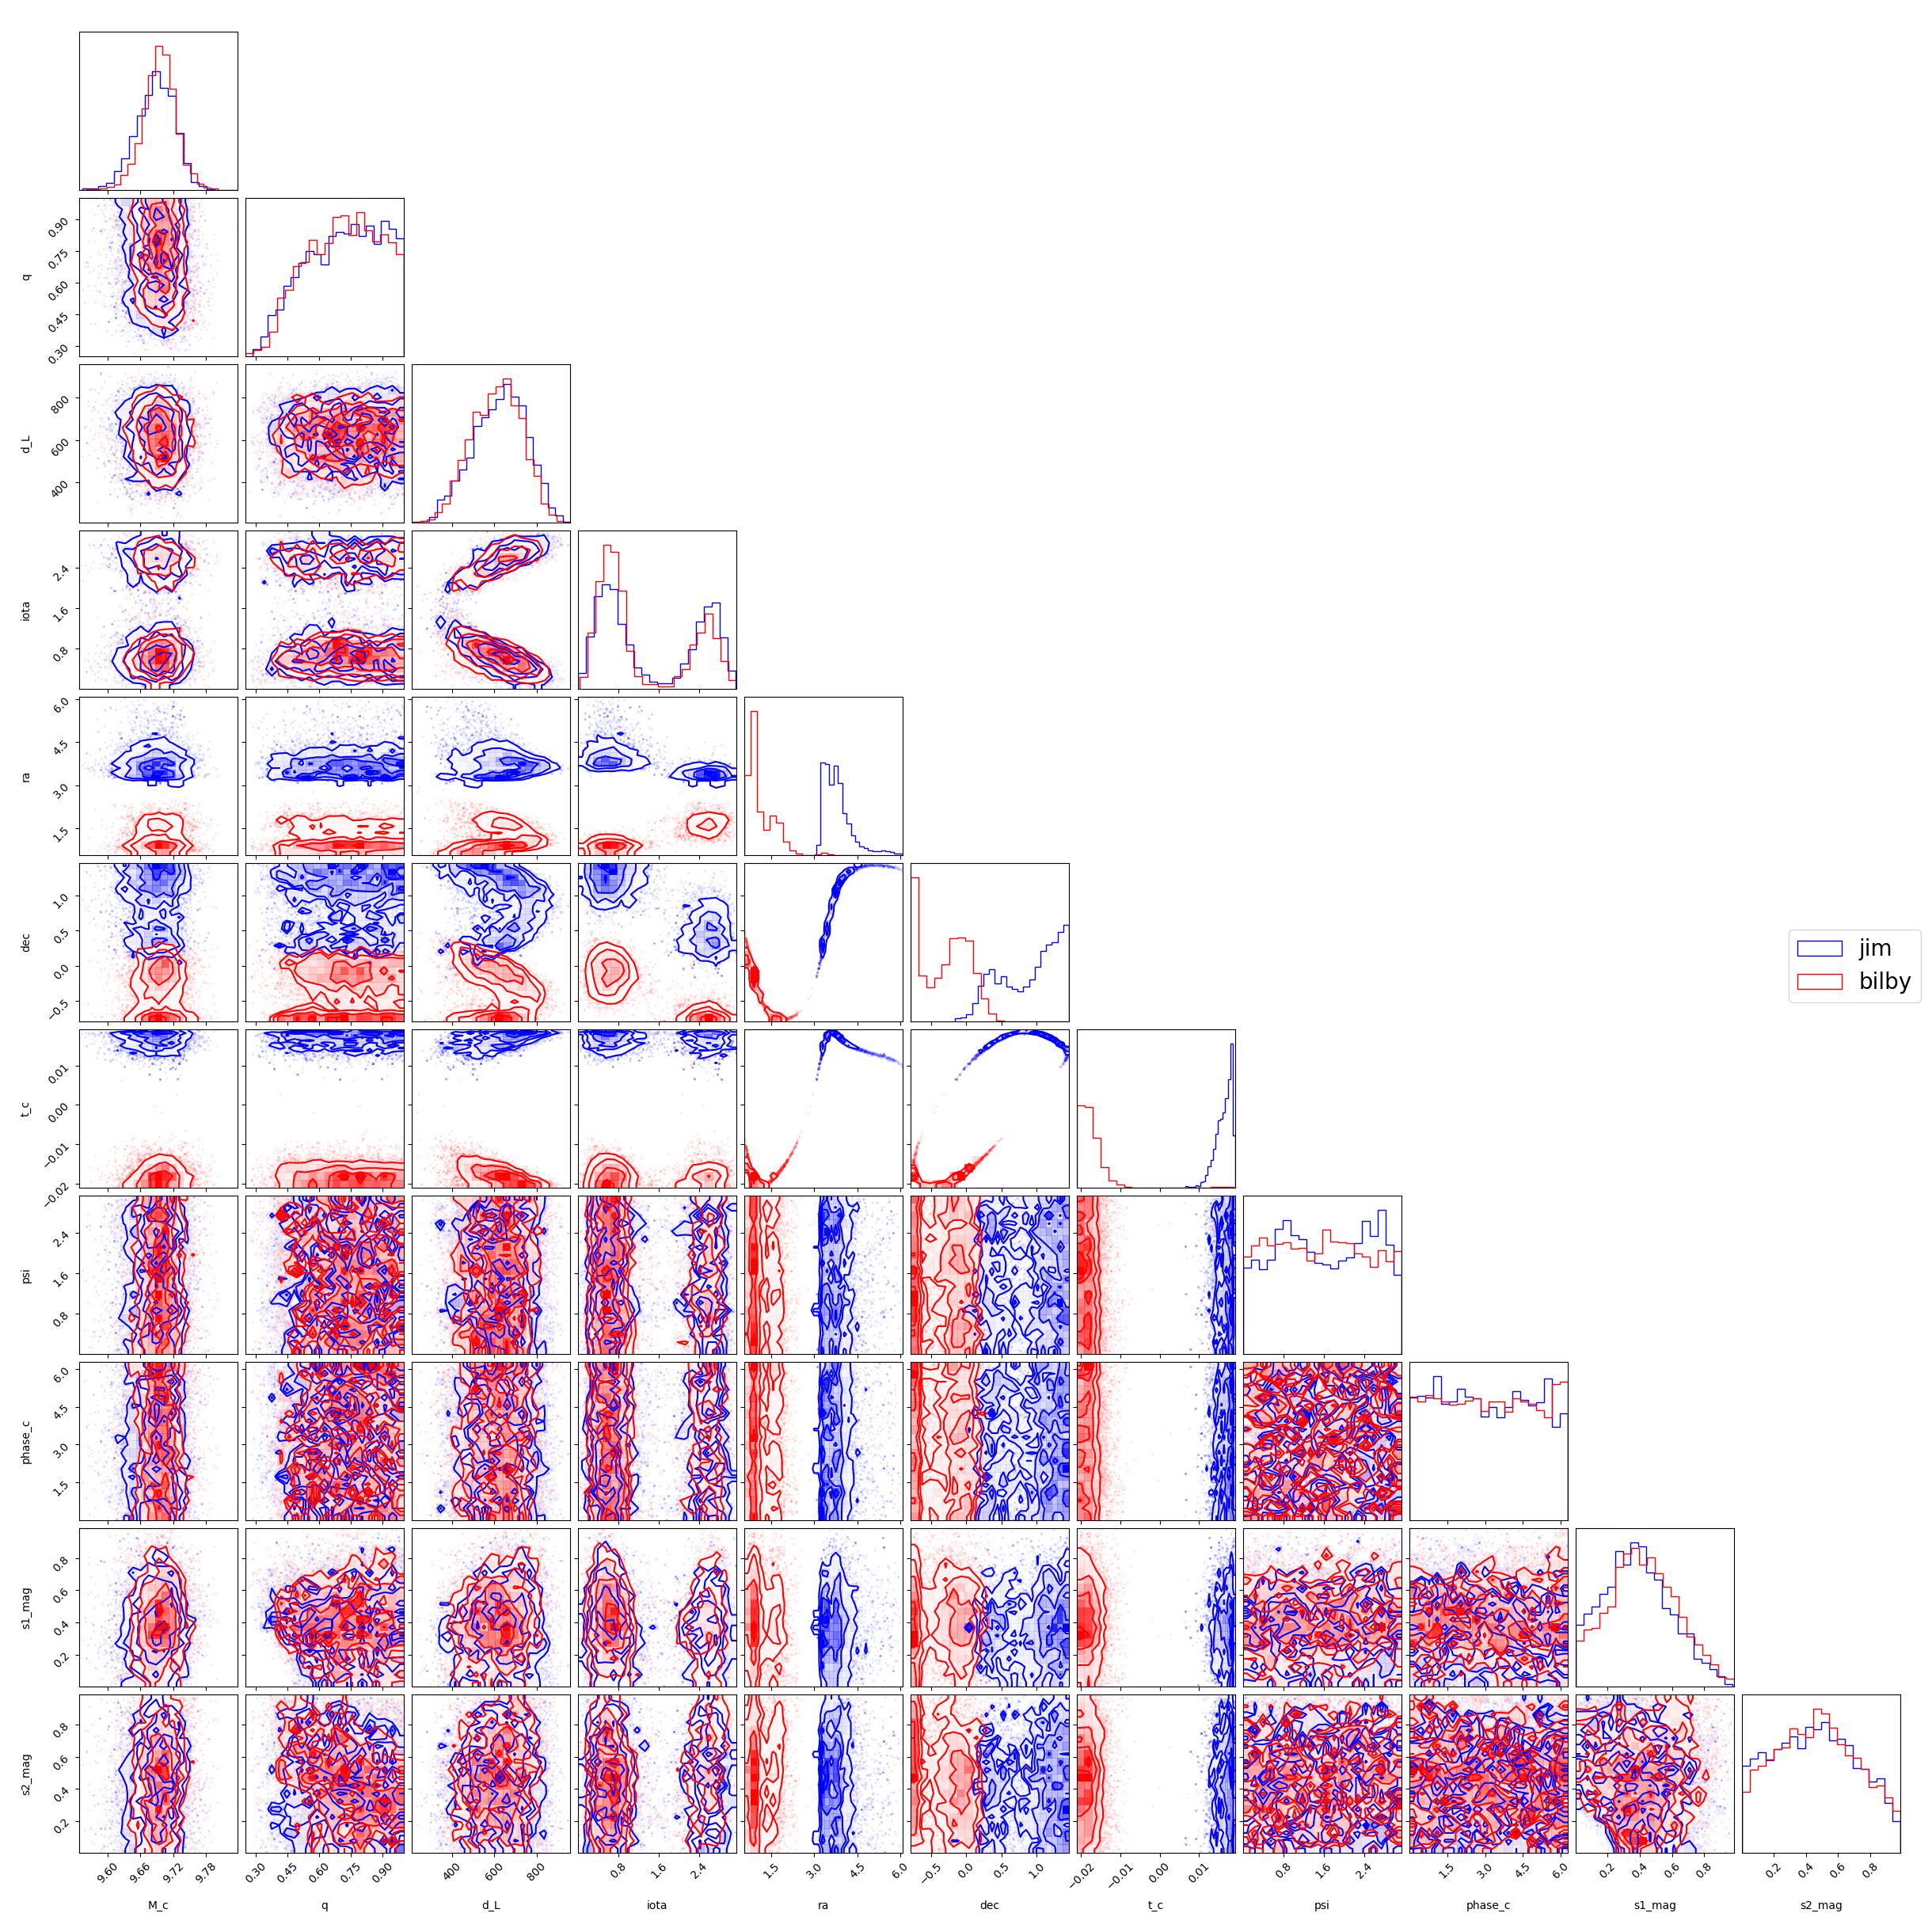 q
0.90
0.75
0.60
0.45
0.30
d_L
800
600
400
iota
2.4
1.6
0.8
ra
6.0
4.5
3.0
1.5
dec
1.0
0.5
0.0
−0.5
jim
bilby
t_c
0.01
0.00
−0.01
−0.02
psi
2.4
1.6
0.8
phase_c
6.0
4.5
3.0
1.5
s1_mag
0.8
0.6
0.4
0.2
s2_mag
0.8
0.6
0.4
0.2
9.60 9.66 9.72 9.78 0.30 0.45 0.60 0.75 0.90 400 600 800 0.8 1.6 2.4 1.5 3.0 4.5 6.0 −0.5 0.0 0.5 1.0 −0.02 −0.01 0.00 0.01 0.8 1.6 2.4 1.5 3.0 4.5 6.0 0.2 0.4 0.6 0.8 0.2 0.4 0.6 0.8
M_c q d_L iota ra dec t_c psi phase_c s1_mag s2_mag